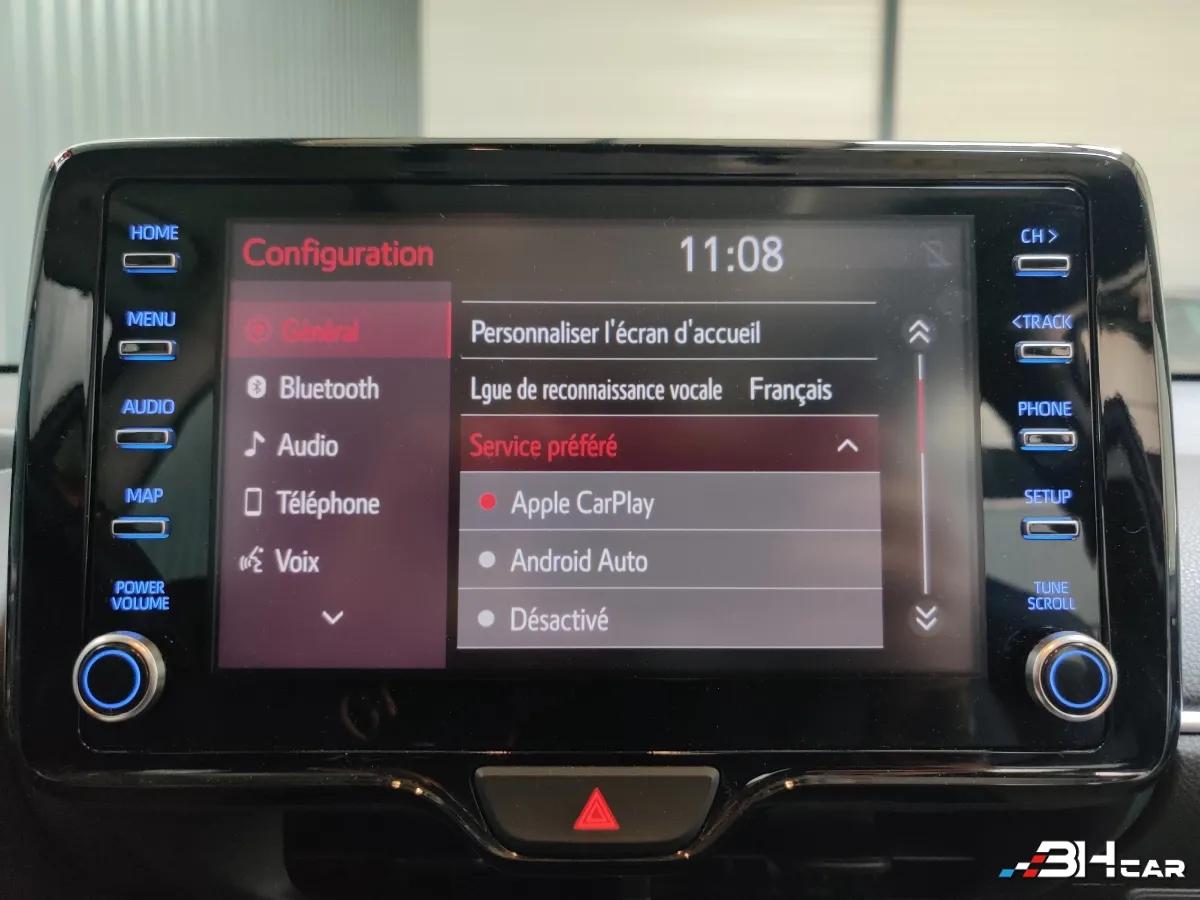 HOME
MENU
AUDIO
MAP
POWER
VOLUME
Configuration
11:08
Général
Bluetooth
Audio
Téléphone
Voix
Personnaliser l'écran d'accueil
Lgue de reconnaissance vocale Français
Service préféré
Apple CarPlay
Android Auto
Désactivé
CH>
<TRACK
PHONE
SETUP
TUNE
SCROLL
3HCAR